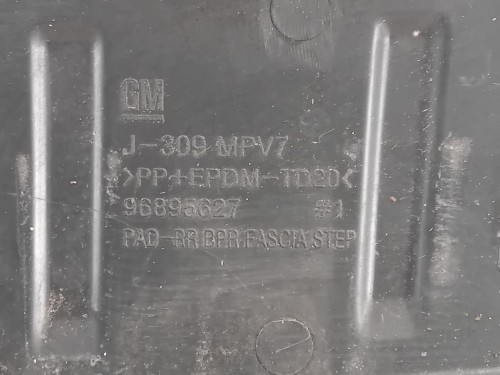 GM
J-309 MPV7
>PP+EPDM-TD20<
96895627 #1
PAD-RR BPR FASCIA STEP